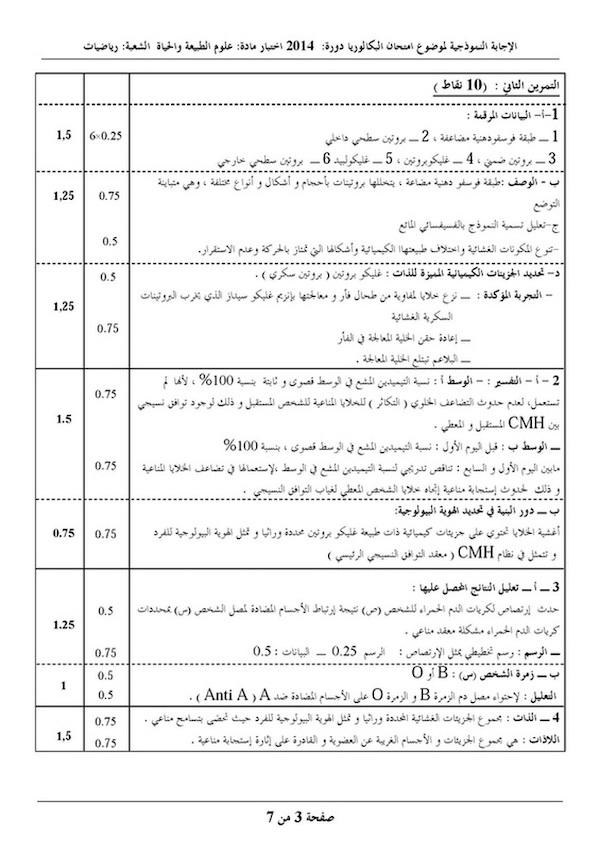 الإجابة النموذجية لموضوع امتحان البكالوريا دورة: 2014 اختبار مادة: علوم الطبيعة والحياة الشعبة: رياضيات
التمرين الثاني : (10 نقاط )
1-أ- البيانات المرقمة :
1 ـ طبقة فوسفودهنية مضاعفة ، 2 ـ بروتين سطحي داخلي
3 ـ بروتين ضمني ، 4 ـ غليكوبروتين ، 5 ـ غليكولبيد 6 ـ بروتين سطحي خارجي
6×0.25
1,5
ب - الوصف :طبقة فوسفو دهنية مضاعة ، يتخللها بروتينات بأحجام و أشكال و أنواع مختلفة ، وهي متباينة
التوضع
0.75
1,25
ج-تعليل تسمية النموذج بالفسيفسائي المائع
-تنوع المكونات الغشائية واختلاف طبيعتهاا الكيميائية وأشكالها التي تمتاز بالحركة وعدم الاستقرار.
0.5
د- تحديد الجزيئات الكيميائية المميزة للذات : غليكو بروتين ( بروتين سكري ) .
0.5
- التجربة المؤكدة : ـ نزع خلايا لمفاوية من طحال فأر و معالجتها بإنزيم غليكو سيداز الذي يخرب البروتينات
السكرية الغشائية
1,25
0.75
ـ إعادة حقن الخلية المعالجة في الفأر
ـ البلاعم تبتلع الخلية المعالجة .
2 - أ - التفسير : - الوسط أ : نسبة التيميدين المشع في الوسط قصوى و ثابتة بنسبة 100% ، لأنها لم
تستعمل، لعدم حدوث التضاعف الخلوي ( التكاثر ) للخلايا المناعية للشخص المستقبل و ذلك لوجود توافق نسيجي
بين CMH المستقبل و المعطي .
0.75
1.5
ـ الوسط ب : قبل اليوم الأول : نسبة التيميدين المشع في الوسط قصوى ، بنسبة 100%
مابين اليوم الأول و السابع : تناقص تدريجي لنسبة التيميدين المشع في الوسط ،لإستعمالها في تضاعف الخلايا المناعية
و ذلك لحدوث إستجابة مناعية إتجاه خلايا الشخص المعطي لغياب التوافق النسيجي .
0.75
ب ـ دور البنية في تحديد الهوية البيولوجية:
أغشية الخلايا تحتوي على جزيئات كيميائية ذات طبيعة غليكو بروتين محددة وراثيا و تمثل الهوية البيولوجية للفرد
و تتمثل في نظام CMH ( معقد التوافق النسيجي الرئيسي )
0.75
0.75
3 ـ أ ـ تعليل النتائج المحصل عليها :
حدث إرتصاص لكريات الدم الحمراء للشخص (ص) نتيجة إرتباط الأجسام المضادة لمصل الشخص (س) بمحددات
كريات الدم الحمراء مشكلة معقد مناعي .
0.5
1.25
ـ الرسم : رسم تخطيطي يمثل الإرتصاص : الرسم 0.25 ـ البيانات : 0.5
0.75
ب ـ زمرة الشخص (س) : B أو O
0.5
1
التعليل : لإحتواء مصل دم الزمرة B و الزمرة O على الأجسام المضادة ضد A ( Anti A ) .
0.5
4 ـ الذات : مجموع الجزيئات الغشائية المحددة وراثيا و تمثل الهوية البيولوجية للفرد حيث تحضى بتسامح مناعي .
0.75
1,5
اللاذات : هي بمجموع الجزيئات و الأجسام الغريبة عن العضوية و القادرة على إثارة إستجابة مناعية .
0.75
صفحة 3 من 7